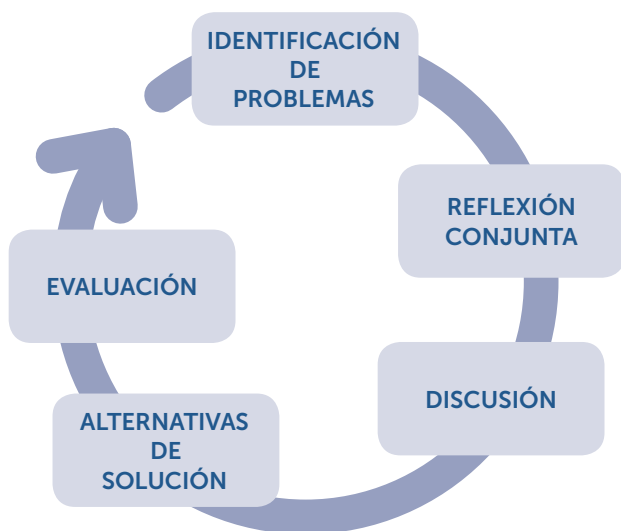 IDENTIFICACIÓN
DE
PROBLEMAS
REFLEXIÓN
CONJUNTA
DISCUSIÓN
ALTERNATIVAS
DE
SOLUCIÓN
EVALUACIÓN